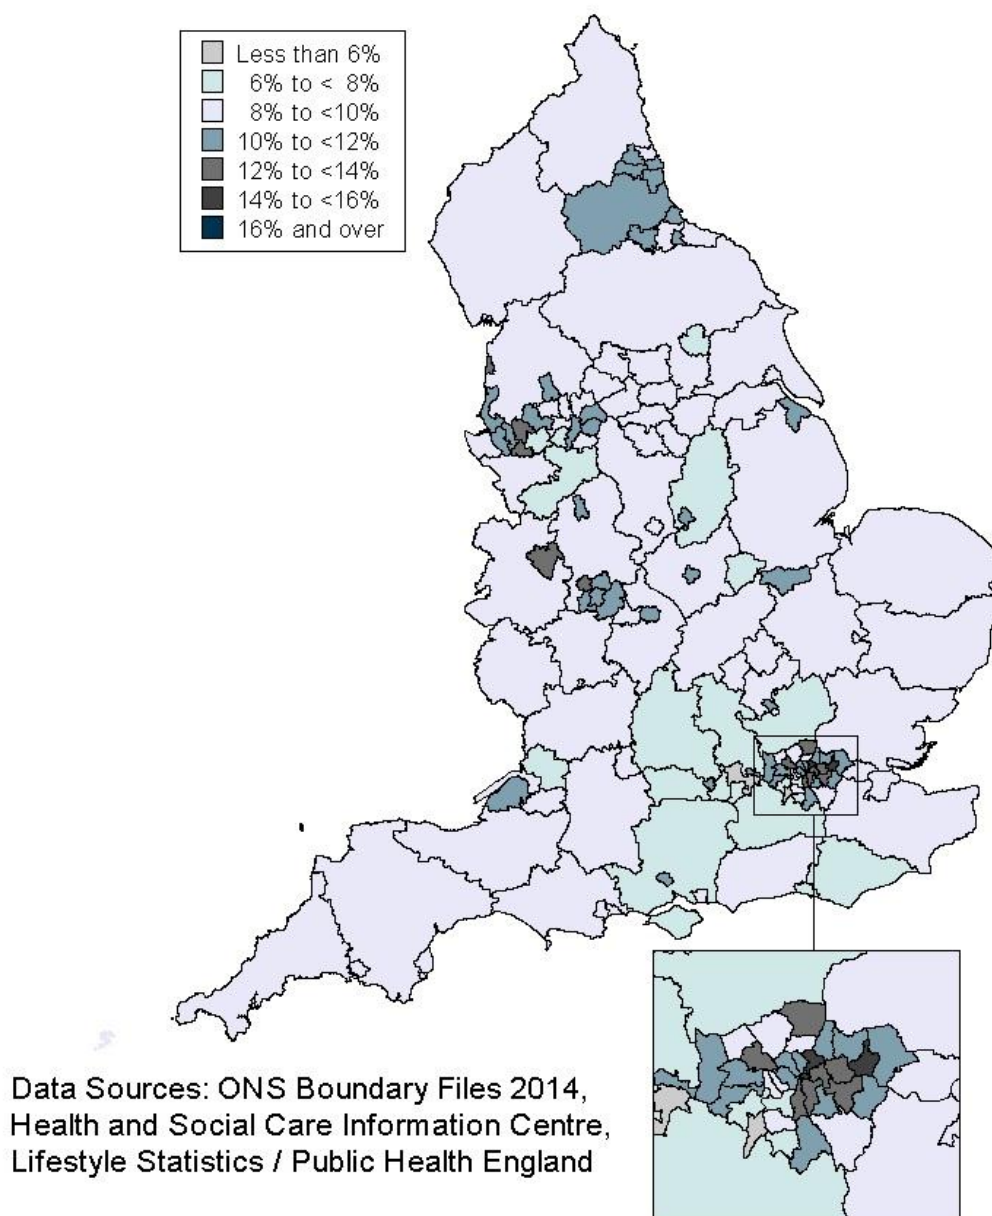 Less than 6%
6% to < 8%
8% to <10%
10% to <12%
12% to <14%
14% to <16%
16% and over
Data Sources: ONS Boundary Files 2014,
Health and Social Care Information Centre,
Lifestyle Statistics / Public Health England